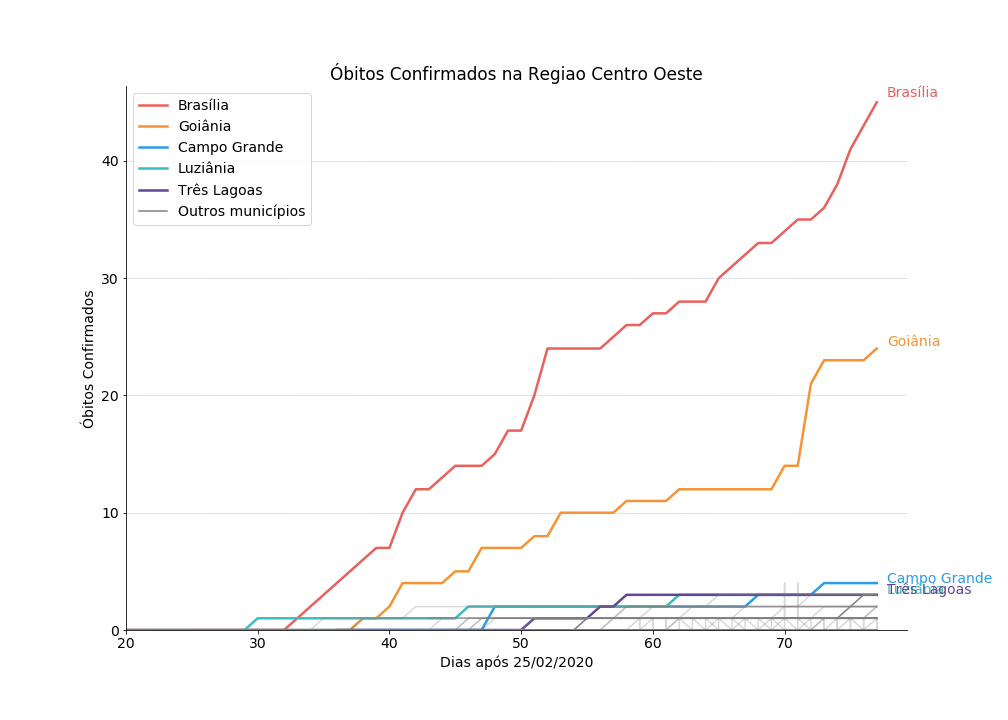 Óbitos Confirmados na Regiao Centro Oeste
Brasília
Goiânia
Campo Grande
Luziânia
Três Lagoas
Outros municípios
Brasília
Goiânia
Campo Grande
Três Lagoas
Óbitos Confirmados
40
30
20
10
0
20 30 40 50 60 70
Dias após 25/02/2020